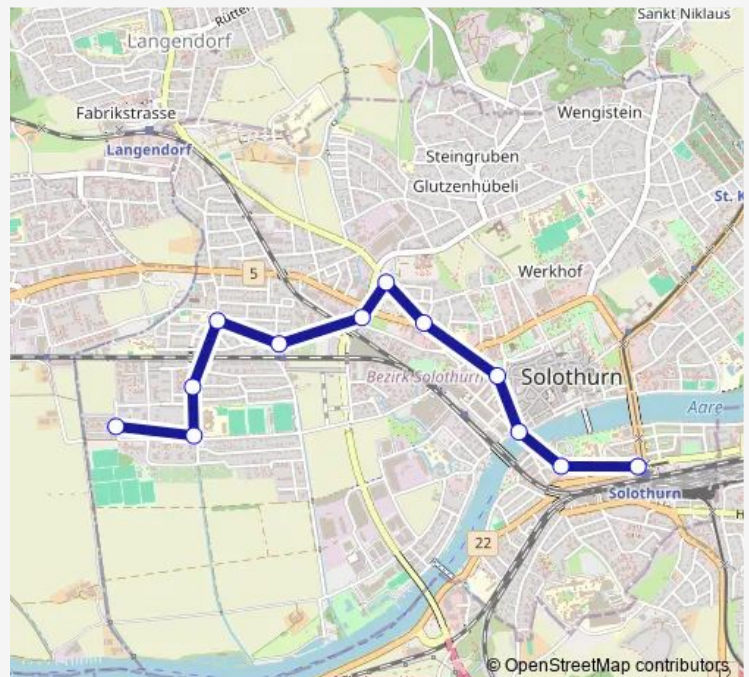 Sankt Niklaus
Rütten
Langendorf
Fabrikstrasse
Langendorf
Wengistein
Steingruben
Glutzenhübeli
St. K
5
Werkhof
Bezirk Solothurn
Solothurn
Aare
Solothurn
H
22
© OpenStreetMap contributors